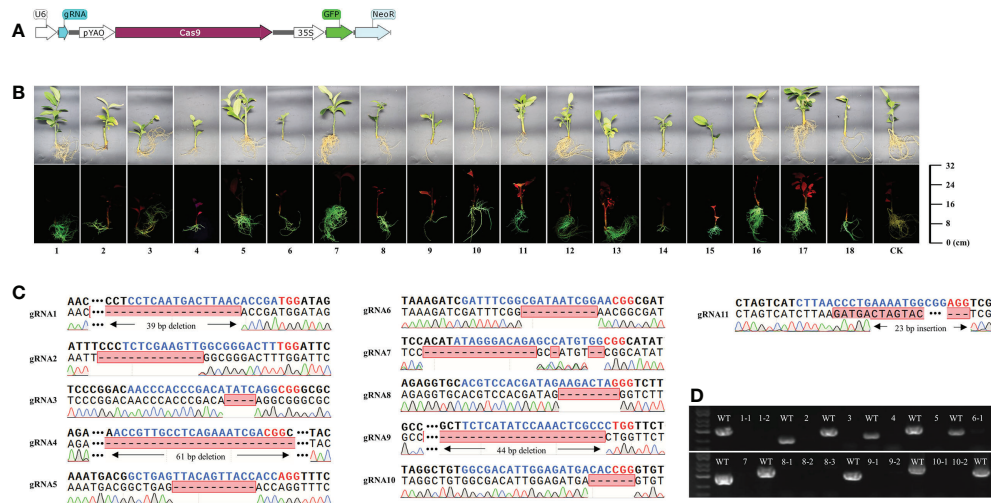 A
U6 gRNA
pYAO Cas9 35S GFP NeoR
B
32
24
16
8
0 (cm)
1 2 3 4 5 6 7 8 9 10 11 12 13 14 15 16 17 18 CK
C
AAC ••• CCTCCTCAATGACTTAACACCGATGGATAG
gRNA1 AAC ••• ------------------ACCGATGGATAG
••• 39 bp deletion
ATTTCCCTCTCGAAGTTGGCGGGACTTTGGATTC
gRNA2 AATT-------------GGCGGGACTTTGGATTC
TCCCGGACAACCCACCCGACATATCAGGCGGGCGC
gRNA3 TCCCGGACAACCCACCCGACA----AGGCGGGCGC
AGA•••ACCGTTGCCTCAGAAATCGACGGC•••TAC
gRNA4 AGA•••------------------------•••TAC
61 bp deletion
AAATGACGGCTGAGTTACAGTTACCACCAGGTTTC
gRNA5 AAATGACGGCTGAG-----------ACCAGGTTTC
TAAAGATCGATTTCGGCGATAATCGGAACGGCGAT
gRNA6 TAAAGATCGATTTCGG----------AACGGCGAT
TCCACATATAGGGACAGAGCCATGTGGCGGCATAT
gRNA7 TCC---------------GC-ATGT--CGGCATAT
AGAGGTGCACGTCCACGATAGAAGACTAGGGTCTT
gRNA8 AGAGGTGCACGTCCACGATAG--------GGTCTT
GCC•••GCTTCTCATATCCAAACTCGCCCTGGTTCT
gRNA9 GCC•••----------------------CTGGTTCT
44 bp deletion
TAGGCTGTGGCGACATTGGAGATGACACCGGGTGT
gRNA10 TAGGCTGTGGCGACATTGGAGATGA------GTGT
CTAGTCATCTTAACCCTGAAAATGGCGGAGGTCG
gRNA11 CTAGTCATCTTAAGATGACTAGTAC ••• ---TCG
23 bp insertion
D
WT 1-1 1-2 WT 2 WT 3 WT 4 WT 5 WT 6-1
WT 7 WT 8-1 8-2 8-3 WT 9-1 9-2 WT 10-1 10-2 WT